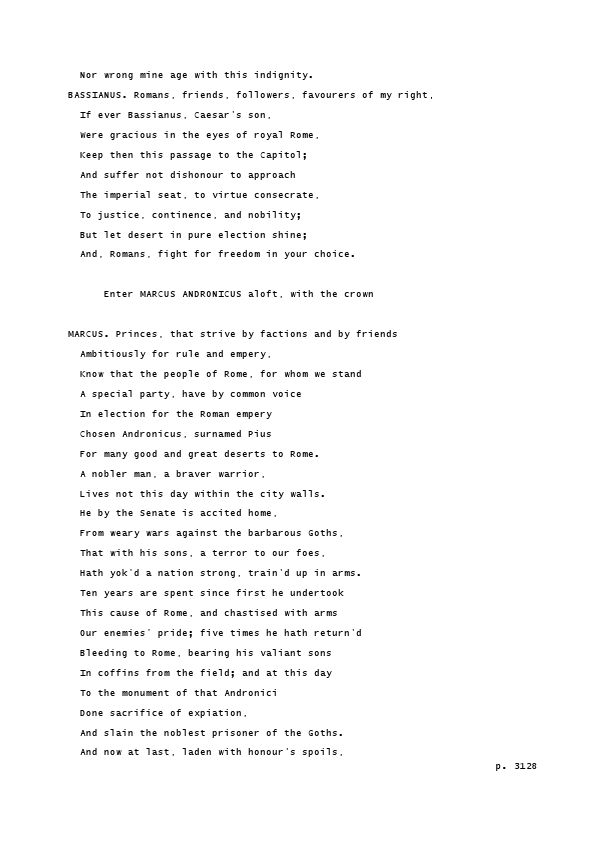 Nor wrong mine age with this indignity.
BASSIANUS. Romans, friends, followers, favourers of my right,
If ever Bassianus, Caesar's son,
Were gracious in the eyes of royal Rome,
Keep then this passage to the Capitol;
And suffer not dishonour to approach
The imperial seat, to virtue consecrate,
To justice, continence, and nobility;
But let desert in pure election shine;
And, Romans, fight for freedom in your choice.
Enter MARCUS ANDRONICUS aloft, with the crown
MARCUS. Princes, that strive by factions and by friends
Ambitiously for rule and empery,
Know that the people of Rome, for whom we stand
A special party, have by common voice
In election for the Roman empery
Chosen Andronicus, surnamed Pius
For many good and great deserts to Rome.
A nobler man, a braver warrior,
Lives not this day within the city walls.
He by the Senate is accited home,
From weary wars against the barbarous Goths,
That with his sons, a terror to our foes,
Hath yok'd a nation strong, train'd up in arms.
Ten years are spent since first he undertook
This cause of Rome, and chastised with arms
Our enemies' pride; five times he hath return'd
Bleeding to Rome, bearing his valiant sons
In coffins from the field; and at this day
To the monument of that Andronici
Done sacrifice of expiation,
And slain the noblest prisoner of the Goths.
And now at last, laden with honour's spoils,
p. 3128